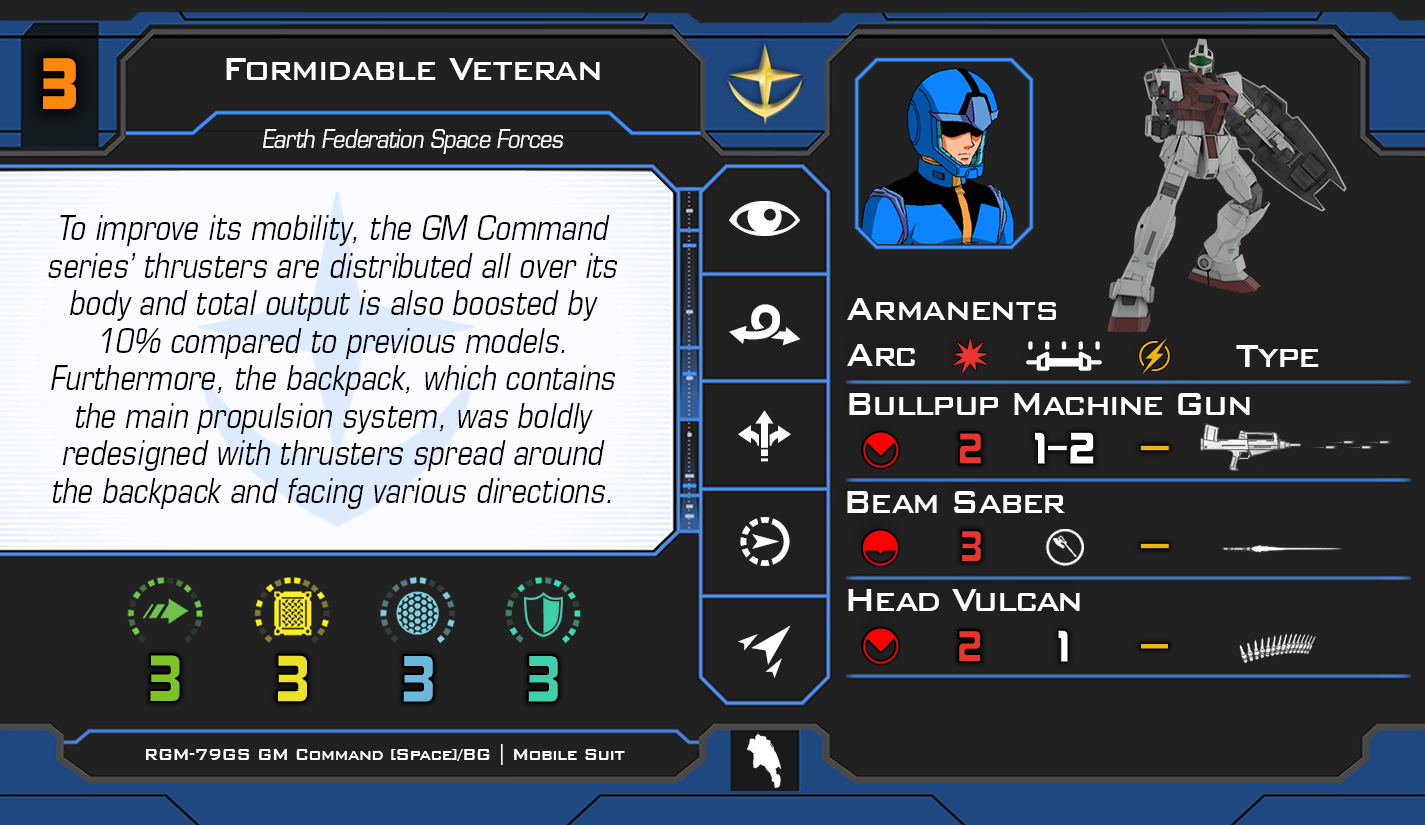 3
Formidable Veteran
Earth Federation Space Forces
To improve its mobility, the GM Command
series’ thrusters are distributed all over its
body and total output is also boosted by
10% compared to previous models.
Furthermore, the backpack, which contains
the main propulsion system, was boldly
redesigned with thrusters spread around
the backpack and facing various directions.
3 3 3 3
RGM-79GS GM Command [Space]/BG | Mobile Suit
Armanents
Arc Type
Bullpup Machine Gun
2 1-2 –
Beam Saber
3 –
Head Vulcan
2 1 –